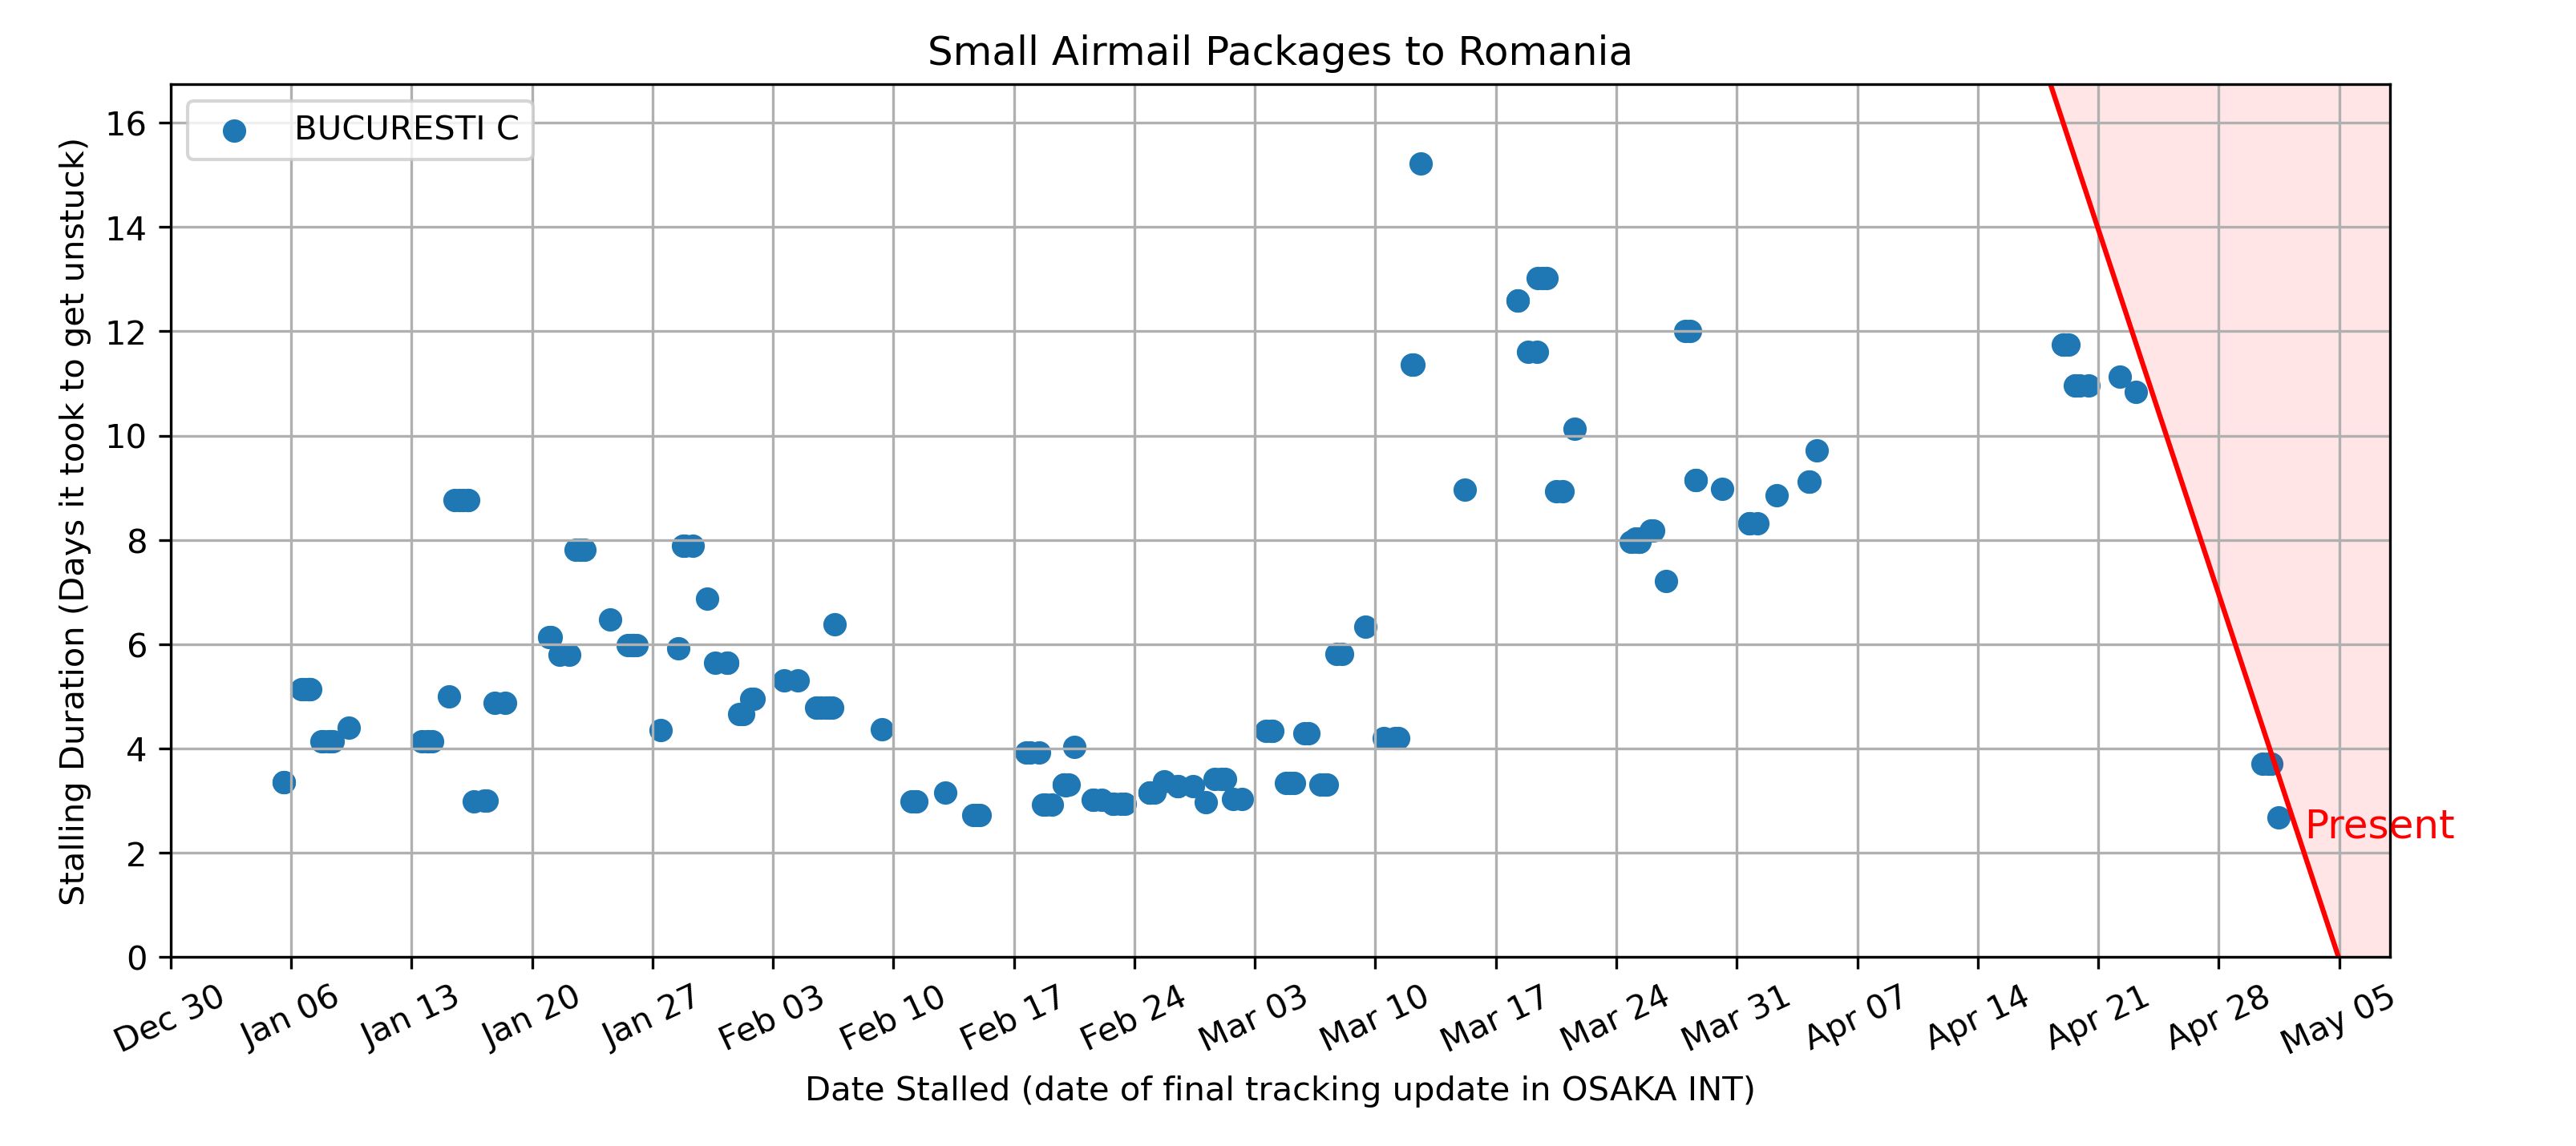 Small Airmail Packages to Romania
BUCURESTI C
Stalling Duration (Days it took to get unstuck)
16
14
12
10
8
6
4
2
0
Present
Dec 30
Jan 06
Jan 13
Jan 20
Jan 27
Feb 03
Feb 10
Feb 17
Feb 24
Mar 03
Mar 10
Mar 17
Mar 24
Mar 31
Apr 07
Apr 14
Apr 21
Apr 28
May 05
Date Stalled (date of final tracking update in OSAKA INT)